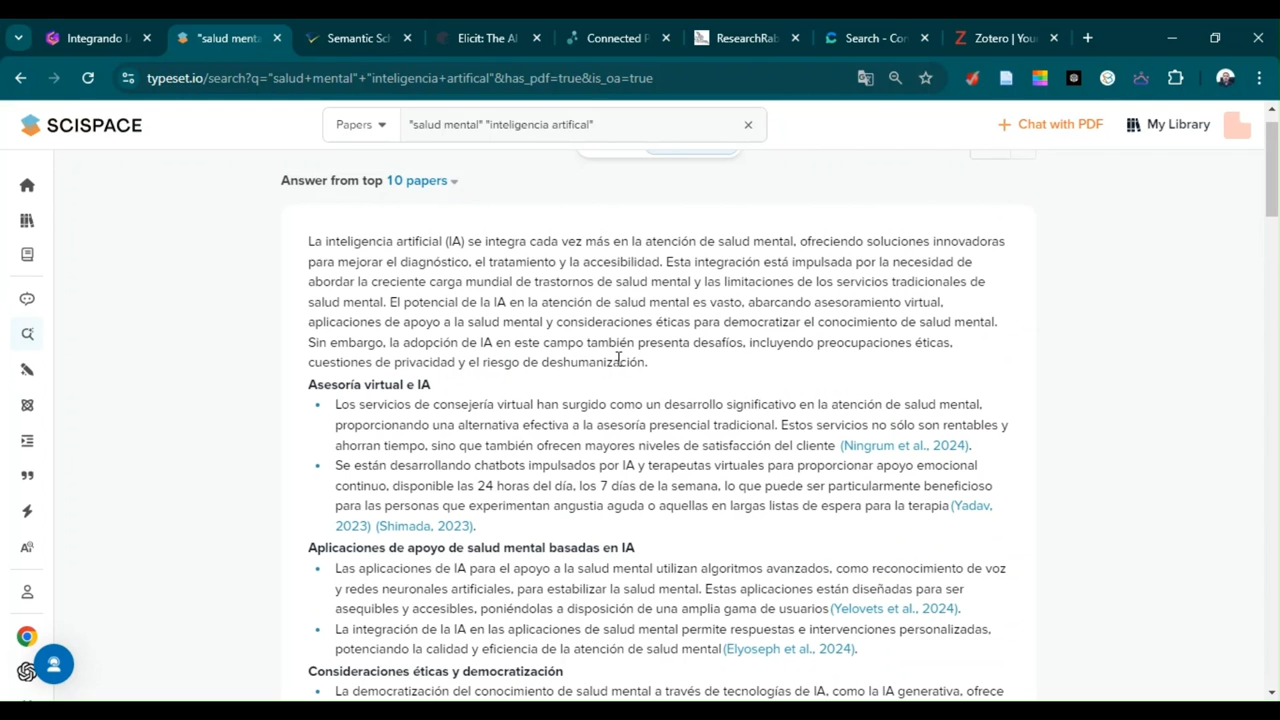 Integrando I
"salud menta
Semantic Sch
Elicit: The AI
Connected P
ResearchRab
Search - Con
Zotero | Your
typeset.io/search?q="salud+mental"+"inteligencia+artifical"&has_pdf=true&is_oa=true
SCISPACE
Papers
"salud mental" "inteligencia artifical"
Chat with PDF
My Library
Answer from top 10 papers
La inteligencia artificial (IA) se integra cada vez más en la atención de salud mental, ofreciendo soluciones innovadoras
para mejorar el diagnóstico, el tratamiento y la accesibilidad. Esta integración está impulsada por la necesidad de
abordar la creciente carga mundial de trastornos de salud mental y las limitaciones de los servicios tradicionales de
salud mental. El potencial de la IA en la atención de salud mental es vasto, abarcando asesoramiento virtual,
aplicaciones de apoyo a la salud mental y consideraciones éticas para democratizar el conocimiento de salud mental.
Sin embargo, la adopción de IA en este campo también presenta desafíos, incluyendo preocupaciones éticas,
cuestiones de privacidad y el riesgo de deshumanización.
Asesoría virtual e IA
• Los servicios de consejería virtual han surgido como un desarrollo significativo en la atención de salud mental,
proporcionando una alternativa efectiva a la asesoría presencial tradicional. Estos servicios no sólo son rentables y
ahorran tiempo, sino que también ofrecen mayores niveles de satisfacción del cliente (Ningrum et al., 2024).
• Se están desarrollando chatbots impulsados por IA y terapeutas virtuales para proporcionar apoyo emocional
continuo, disponible las 24 horas del día, los 7 días de la semana, lo que puede ser particularmente beneficioso
para las personas que experimentan angustia aguda o aquellas en largas listas de espera para la terapia(Yadav,
2023) (Shimada, 2023).
Aplicaciones de apoyo de salud mental basadas en IA
• Las aplicaciones de IA para el apoyo a la salud mental utilizan algoritmos avanzados, como reconocimiento de voz
y redes neuronales artificiales, para estabilizar la salud mental. Estas aplicaciones están diseñadas para ser
asequibles y accesibles, poniéndolas a disposición de una amplia gama de usuarios(Yelovets et al., 2024).
• La integración de la IA en las aplicaciones de salud mental permite respuestas e intervenciones personalizadas,
potenciando la calidad y eficiencia de la atención de salud mental(Elyoseph et al., 2024).
Consideraciones éticas y democratización
• La democratización del conocimiento de salud mental a través de tecnologías de IA, como la IA generativa, ofrece